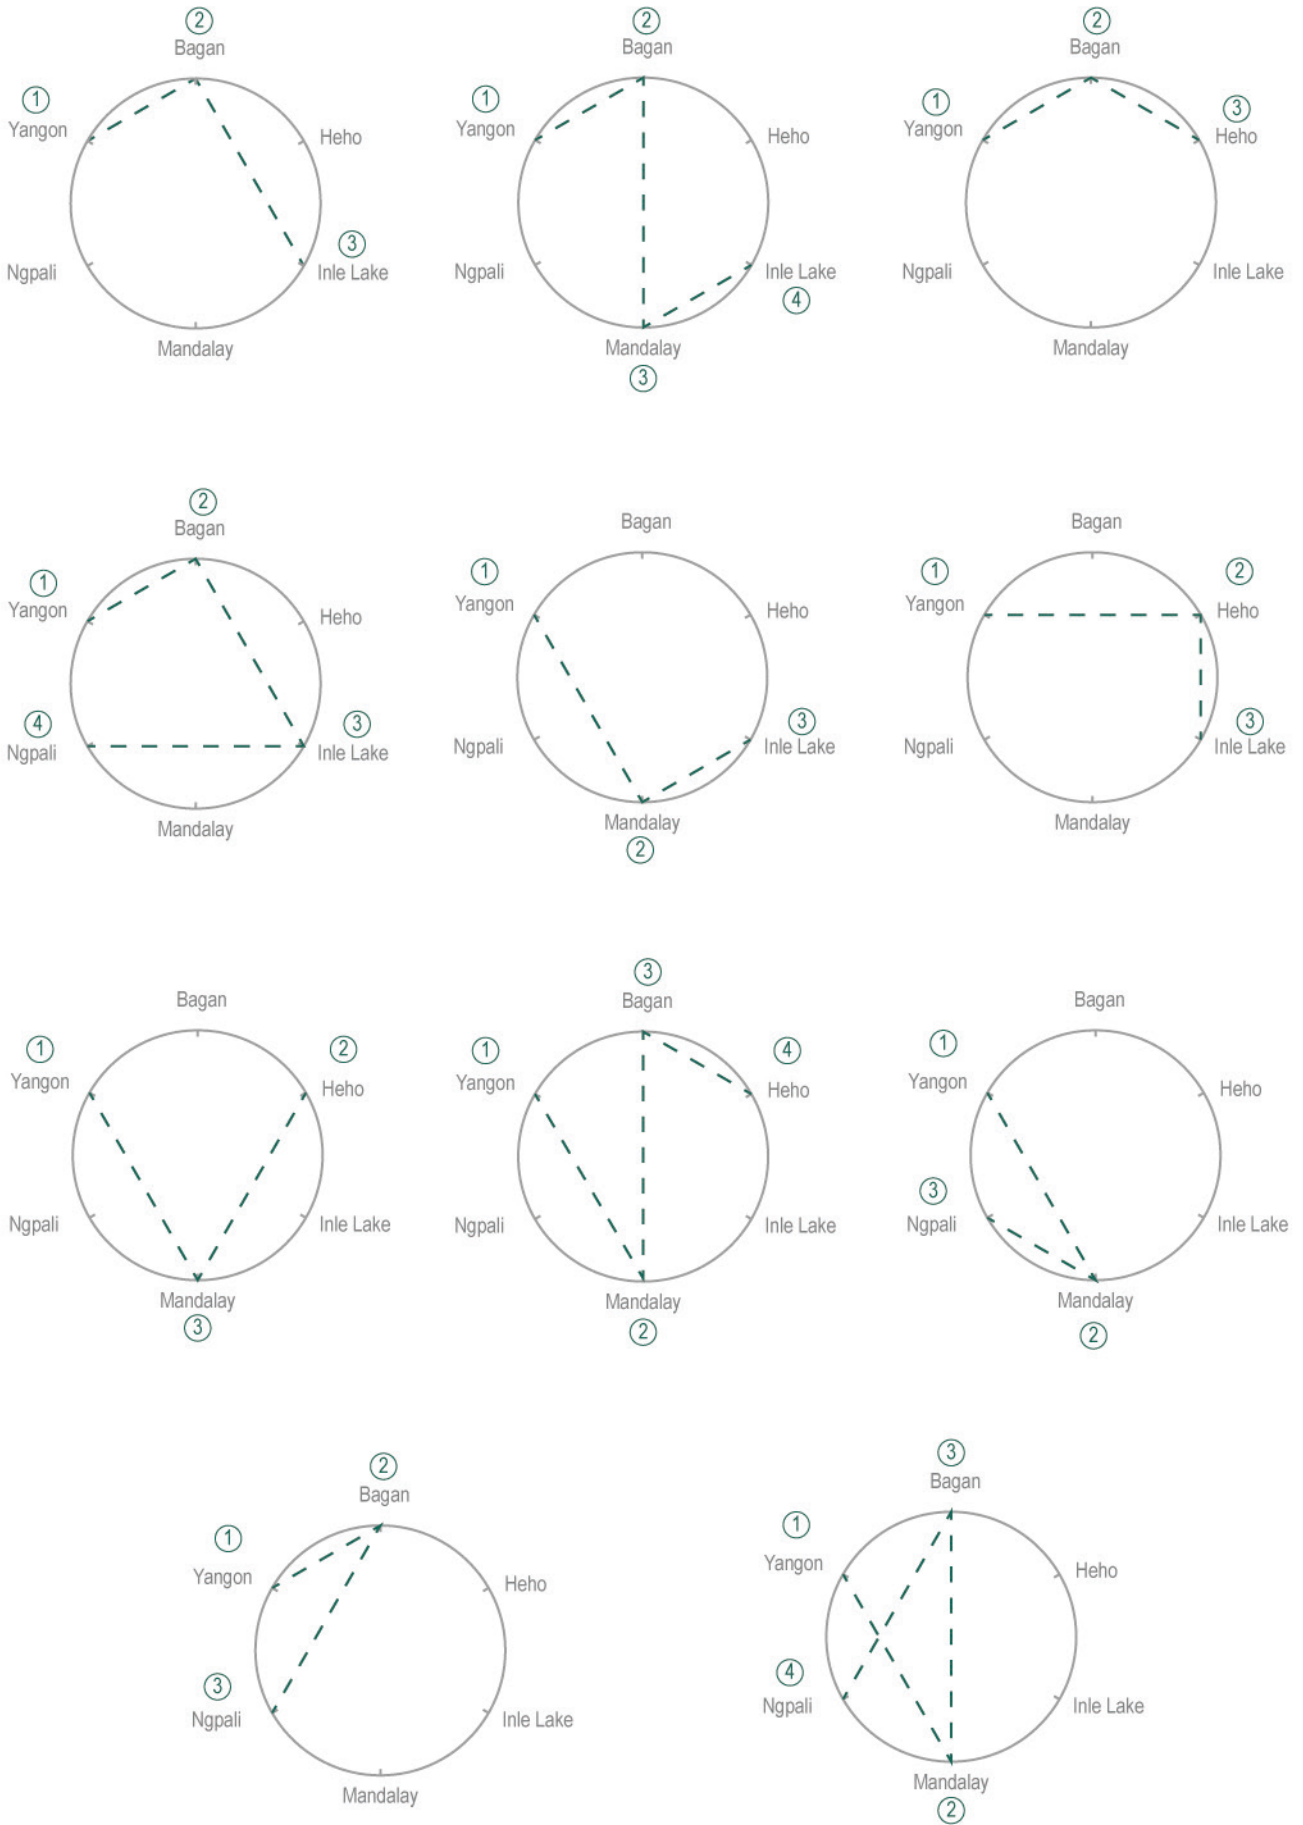 ② ② ②
Bagan Bagan Bagan
① ① ① ③
Yangon Heho Yangon Heho Yangon Heho
③
Ngpali Inle Lake Ngpali Inle Lake Ngpali Inle Lake
④
Mandalay Mandalay Mandalay
③
②
Bagan Bagan Bagan
① ① ① ②
Yangon Heho Yangon Heho Yangon Heho
④ ③ ③ ③
Ngpali Inle Lake Ngpali Inle Lake Ngpali Inle Lake
Mandalay Mandalay Mandalay
②
③
Bagan Bagan Bagan
① ② ① ④ ①
Yangon Heho Yangon Heho Yangon Heho
③
Ngpali Inle Lake Ngpali Inle Lake Ngpali Inle Lake
Mandalay Mandalay Mandalay
③ ② ②
② ③
Bagan Bagan
① ①
Yangon Heho Yangon Heho
③ ④
Ngpali Inle Lake Ngpali Inle Lake
Mandalay Mandalay
②